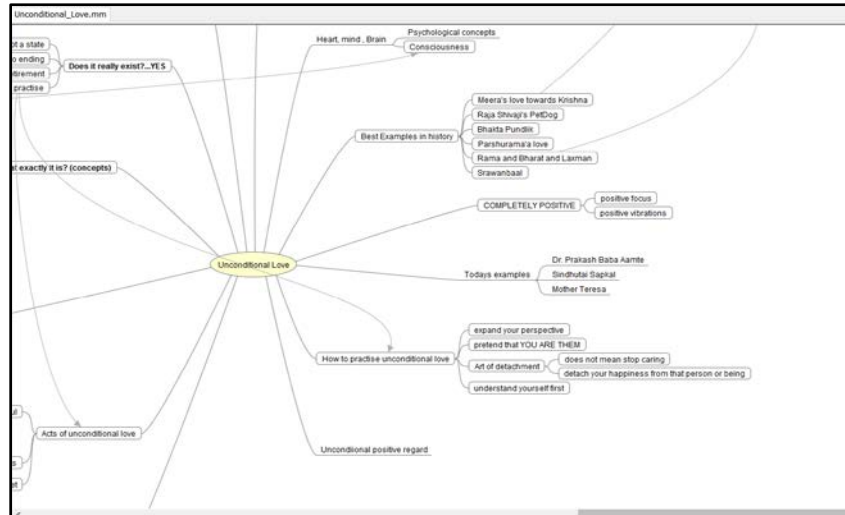 Unconditional_Love.mm
Heart, mind , Brain
Psychological concepts
Consciousness
a state
ending
Does it really exist?...YES
practise
Best Examples in history
Meera's love towards Krishna
Raja Shivaji's PetDog
Bhakta Pundlik
Parshurama'a love
Rama and Bharat and Laxman
Srawanbaal
exactly it is? (concepts)
COMPLETELY POSITIVE
positive focus
positive vibrations
Unconditional Love
Todays examples
Dr. Prakash Baba Aamte
Sindhutai Sapkal
Mother Teresa
How to practise unconditional love
expand your perspective
pretend that YOU ARE THEM
Art of detachment
does not mean stop caring
detach your happiness from that person or being
understand yourself first
Acts of unconditional love
Uncondiional positive regard